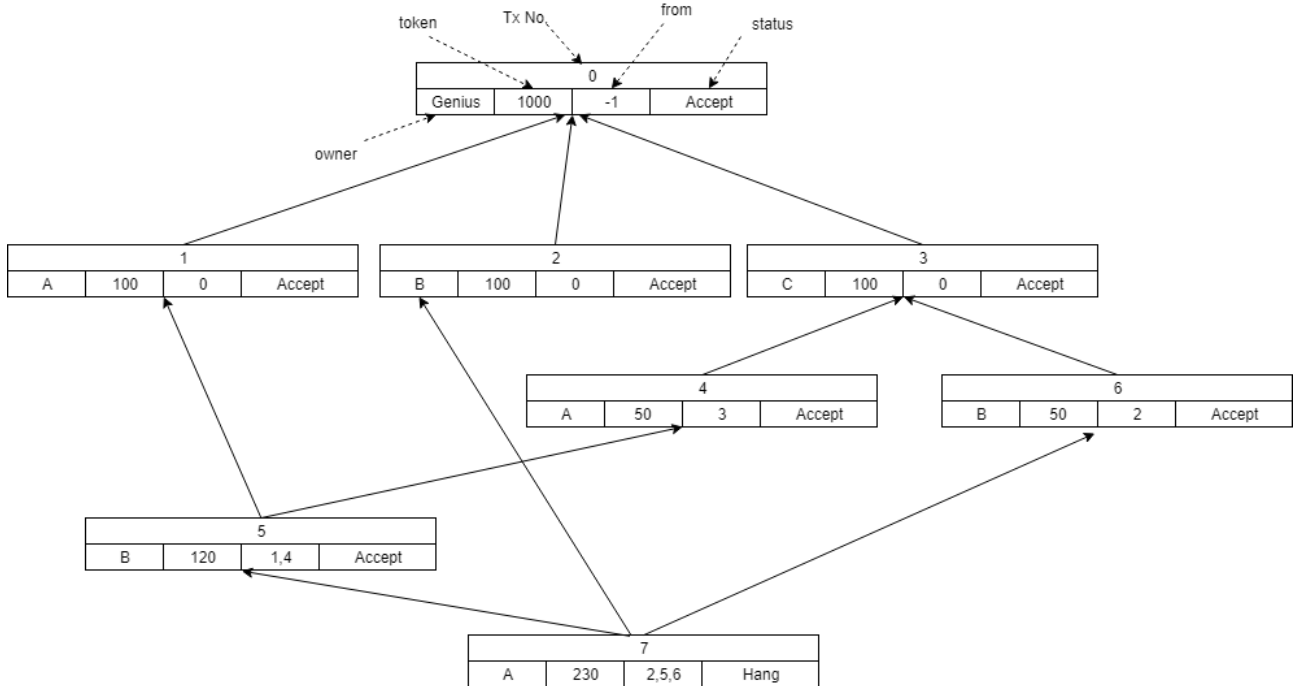 from
Tx No.
token
status
0
Genius 1000 -1 Accept
owner
1
A 100 0 Accept
2
B 100 0 Accept
3
C 100 0 Accept
4
A 50 3 Accept
6
B 50 2 Accept
5
B 120 1,4 Accept
7
A 230 2,5,6 Hang